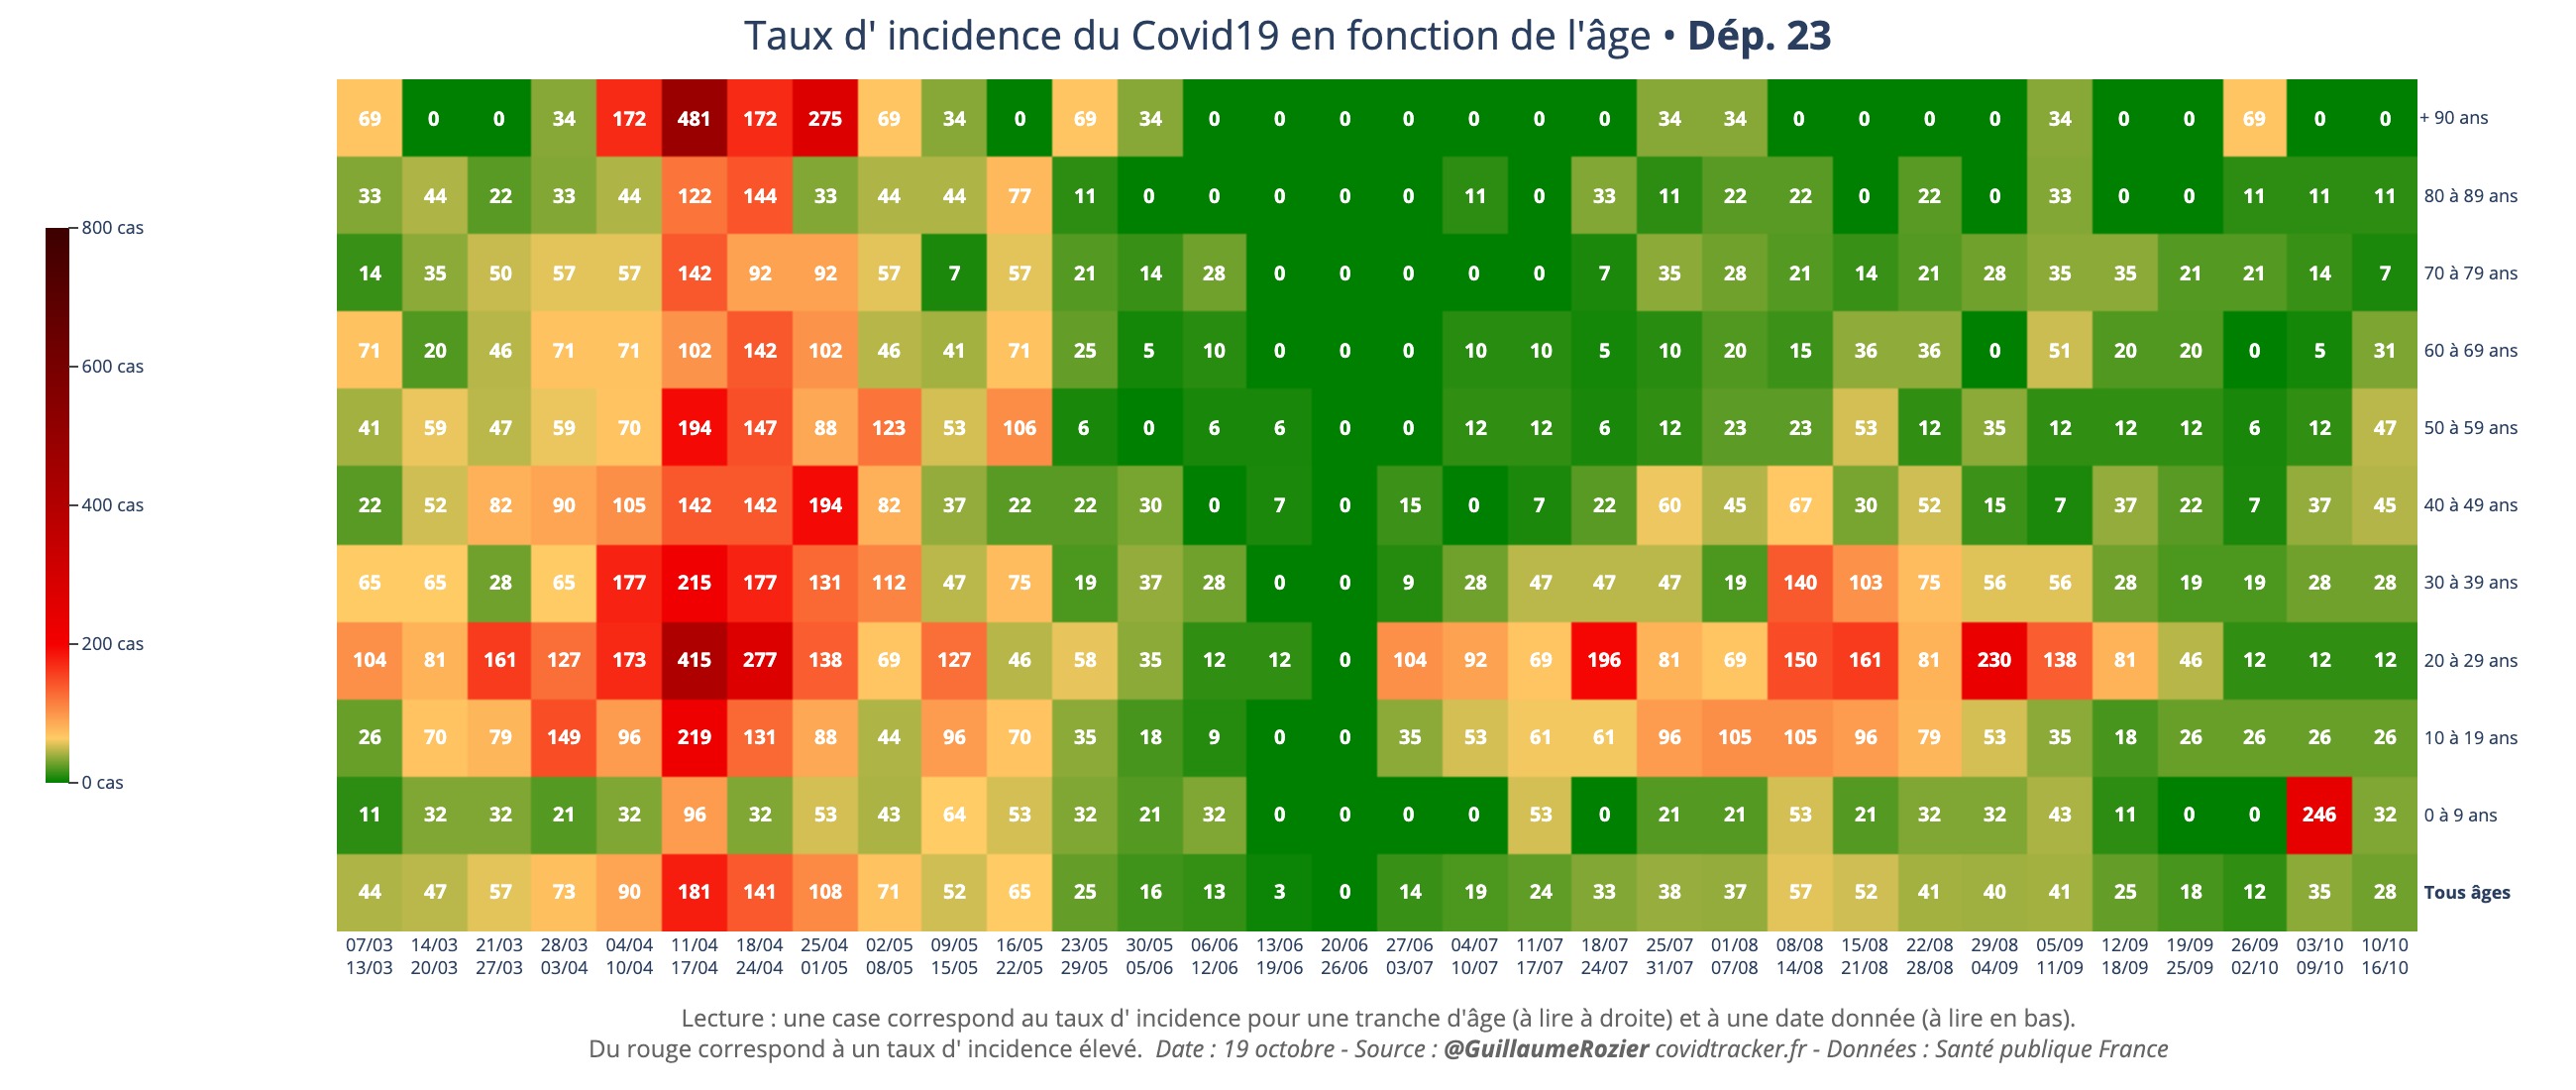 Taux d' incidence du Covid19 en fonction de l'âge • Dép. 23
69 0 0 34 172 481 172 275 69 34 0 69 34 0 0 0 0 0 0 0 34 34 0 0 0 0 34 0 0 69 0 0 + 90 ans
33 44 22 33 44 122 144 33 44 44 77 11 0 0 0 0 0 11 0 33 11 22 22 0 22 0 33 0 0 11 11 11 80 à 89 ans
800 cas
14 35 50 57 57 142 92 92 57 7 57 21 14 28 0 0 0 0 0 7 35 28 21 14 21 28 35 35 21 21 14 7 70 à 79 ans
71 20 46 71 71 102 142 102 46 41 71 25 5 10 0 0 0 10 10 5 10 20 15 36 36 0 51 20 20 0 5 31 60 à 69 ans
600 cas
41 59 47 59 70 194 147 88 123 53 106 6 0 6 6 0 0 12 12 6 12 23 23 53 12 35 12 12 12 6 12 47 50 à 59 ans
400 cas
22 52 82 90 105 142 142 194 82 37 22 22 30 0 7 0 15 0 7 22 60 45 67 30 52 15 7 37 22 7 37 45 40 à 49 ans
65 65 28 65 177 215 177 131 112 47 75 19 37 28 0 0 9 28 47 47 47 19 140 103 75 56 56 28 19 19 28 28 30 à 39 ans
200 cas
104 81 161 127 173 415 277 138 69 127 46 58 35 12 12 0 104 92 69 196 81 69 150 161 81 230 138 81 46 12 12 12 20 à 29 ans
26 70 79 149 96 219 131 88 44 96 70 35 18 9 0 0 35 53 61 61 96 105 105 96 79 53 35 18 26 26 26 26 10 à 19 ans
0 cas
11 32 32 21 32 96 32 53 43 64 53 32 21 32 0 0 0 0 53 0 21 21 53 21 32 32 43 11 0 0 246 32 0 à 9 ans
44 47 57 73 90 181 141 108 71 52 65 25 16 13 3 0 14 19 24 33 38 37 57 52 41 40 41 25 18 12 35 28 Tous âges
07/03 14/03 21/03 28/03 04/04 11/04 18/04 25/04 02/05 09/05 16/05 23/05 30/05 06/06 13/06 20/06 27/06 04/07 11/07 18/07 25/07 01/08 08/08 15/08 22/08 29/08 05/09 12/09 19/09 26/09 03/10 10/10
13/03 20/03 27/03 03/04 10/04 17/04 24/04 01/05 08/05 15/05 22/05 29/05 05/06 12/06 19/06 26/06 03/07 10/07 17/07 24/07 31/07 07/08 14/08 21/08 28/08 04/09 11/09 18/09 25/09 02/10 09/10 16/10
Lecture : une case correspond au taux d' incidence pour une tranche d'âge (à lire à droite) et à une date donnée (à lire en bas).
Du rouge correspond à un taux d' incidence élevé. Date : 19 octobre - Source : @GuillaumeRozier covidtracker.fr - Données : Santé publique France